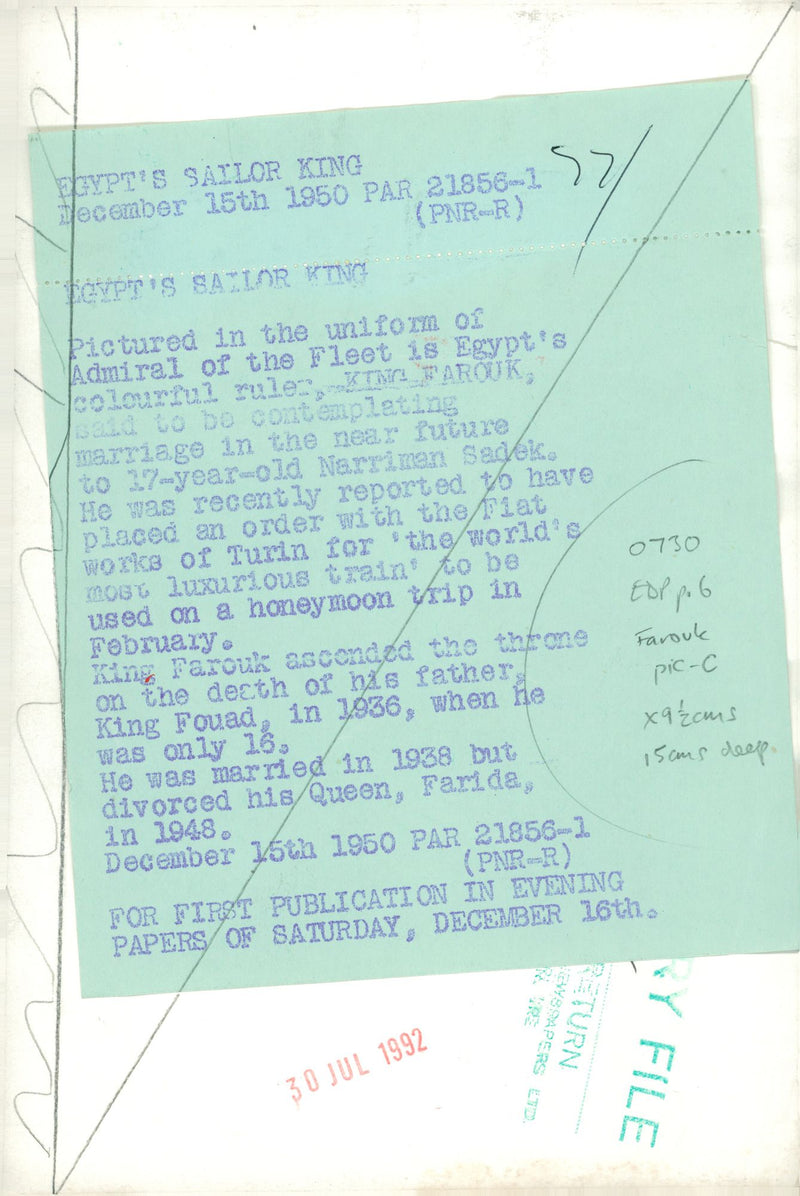 EGYPT'S SAILOR KING
December 15th 1950 PAR 21856-1
(PNR-R)
EGYPT'S SAILOR KING
Pictured in the uniform of
Admiral of the Fleet is Egypt's
colourful ruler, KING FAROUK,
said to be contemplating
marriage in the near future
to 17-year-old Narriman Sadek.
He was recently reported to have
placed an order with the Fiat
works of Turin for 'the world's
most luxurious train' to be
used on a honeymoon trip in
February.
King Farouk ascended the throne
on the death of his father,
King Fouad, in 1936, when he
was only 16.
He was married in 1938 but
divorced his Queen, Farida,
in 1948.
December 15th 1950 PAR 21856-1
(PNR-R)
FOR FIRST PUBLICATION IN EVENING
PAPERS OF SATURDAY, DECEMBER 16th.
0730
EDP p.6
Farouk
pic-C
x9½cms
15cms deep.
30 JUL 1992
RY FILE
RETURN
NEWSPAPERS LTD.